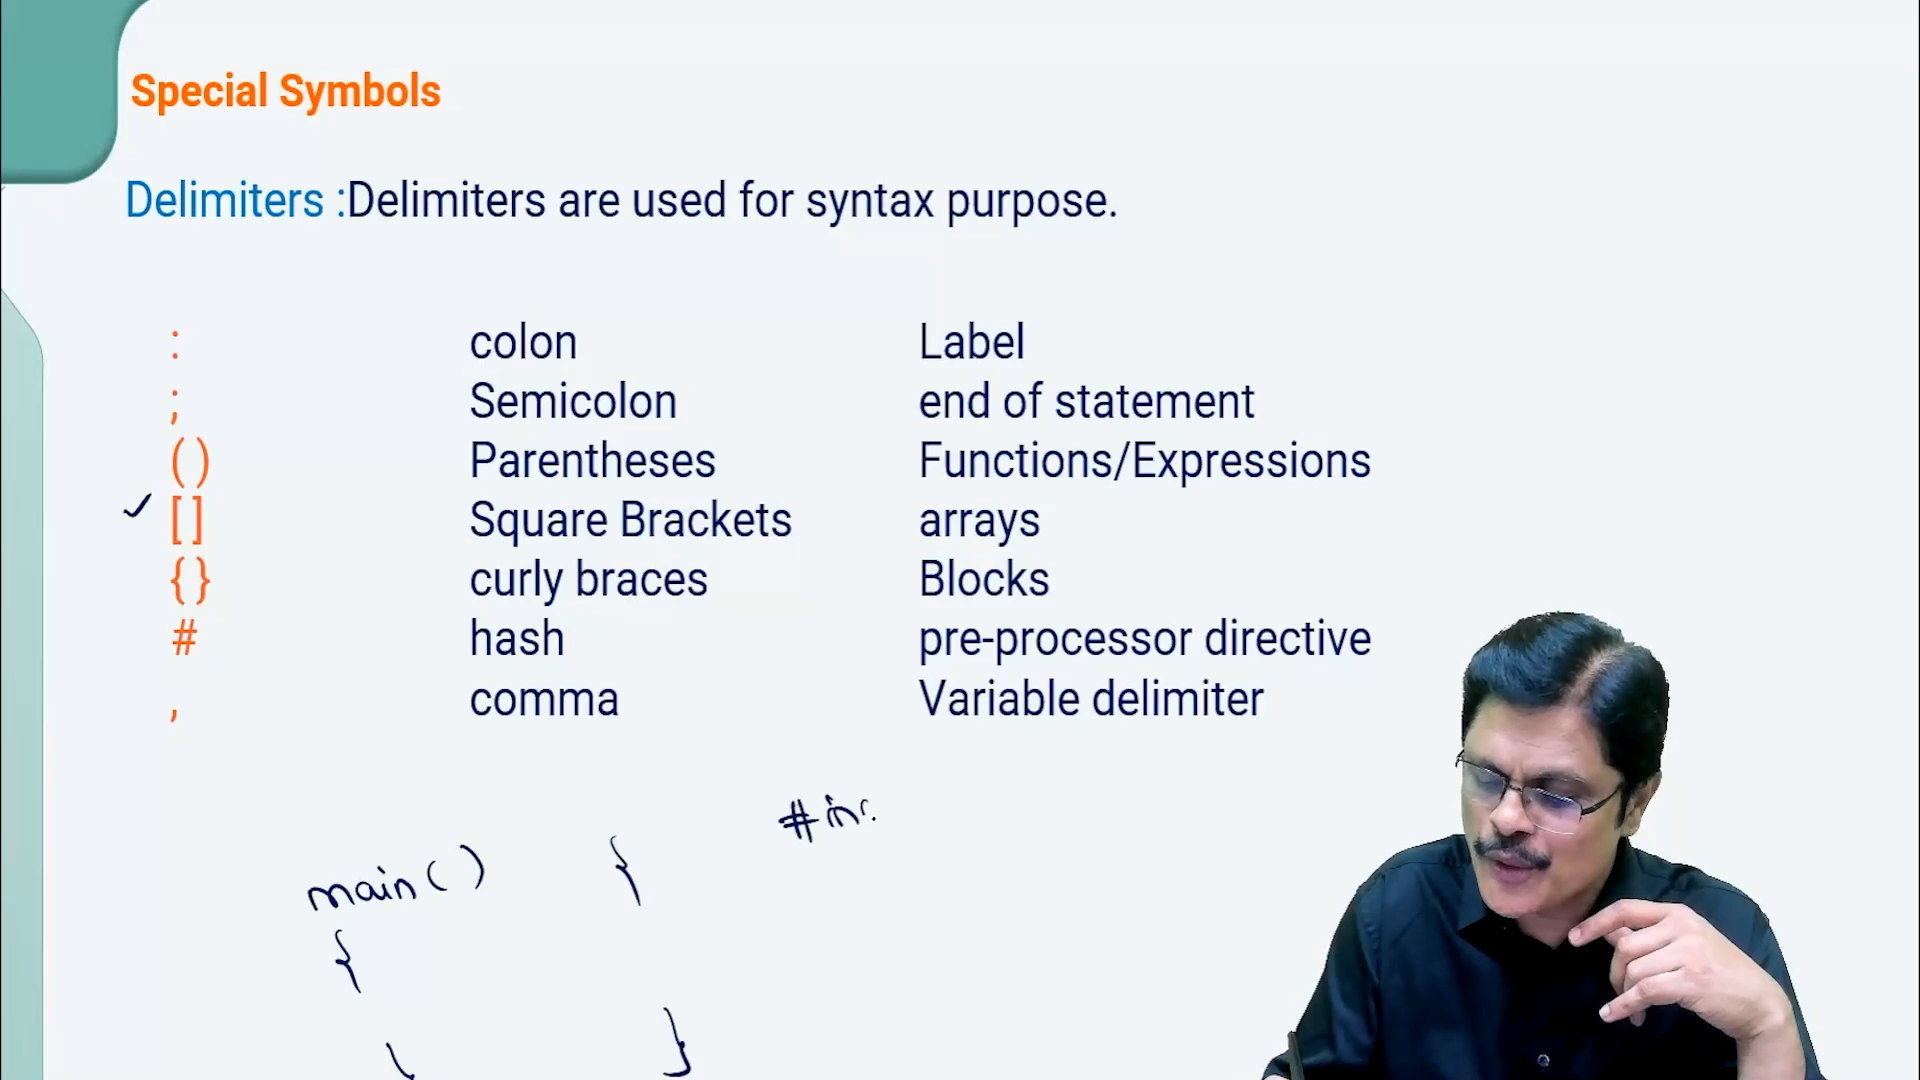 Special Symbols
Delimiters :Delimiters are used for syntax purpose.
: colon Label
; Semicolon end of statement
( ) Parentheses Functions/Expressions
[ ] Square Brackets arrays
{ } curly braces Blocks
# hash pre-processor directive
, comma Variable delimiter
#in
main( ) {
{
}